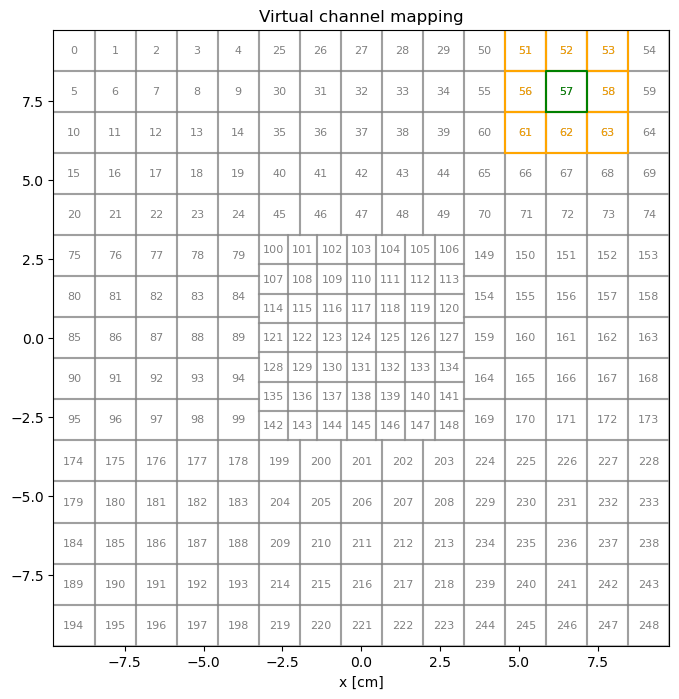 Virtual channel mapping
0 1 2 3 4 25 26 27 28 29 50 51 52 53 54
7.5 5 6 7 8 9 30 31 32 33 34 55 56 57 58 59
10 11 12 13 14 35 36 37 38 39 60 61 62 63 64
5.0 15 16 17 18 19 40 41 42 43 44 65 66 67 68 69
20 21 22 23 24 45 46 47 48 49 70 71 72 73 74
2.5 75 76 77 78 79 100 101 102 103 104 105 106 149 150 151 152 153
107 108 109 110 111 112 113
80 81 82 83 84 114 115 116 117 118 119 120 154 155 156 157 158
0.0 85 86 87 88 89 121 122 123 124 125 126 127 159 160 161 162 163
90 91 92 93 94 128 129 130 131 132 133 134 164 165 166 167 168
135 136 137 138 139 140 141
−2.5 95 96 97 98 99 142 143 144 145 146 147 148 169 170 171 172 173
174 175 176 177 178 199 200 201 202 203 224 225 226 227 228
−5.0 179 180 181 182 183 204 205 206 207 208 229 230 231 232 233
184 185 186 187 188 209 210 211 212 213 234 235 236 237 238
−7.5 189 190 191 192 193 214 215 216 217 218 239 240 241 242 243
194 195 196 197 198 219 220 221 222 223 244 245 246 247 248
−7.5 −5.0 −2.5 0.0 2.5 5.0 7.5
x [cm]